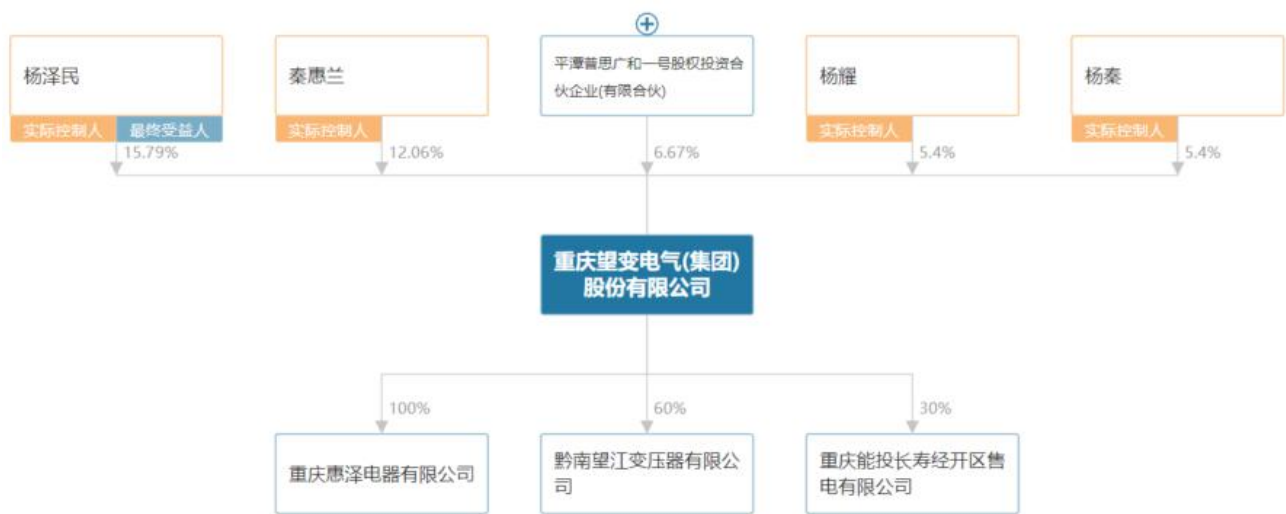 杨泽民
实际控制人 最终受益人
15.79%
秦惠兰
实际控制人
12.06%
平潭普思广和一号股权投资合
伙企业(有限合伙)
6.67%
杨耀
实际控制人
5.4%
杨秦
实际控制人
5.4%
重庆望变电气(集团)
股份有限公司
100%
60%
30%
重庆惠泽电器有限公司
黔南望江变压器有限公
司
重庆能投长寿经开区售
电有限公司